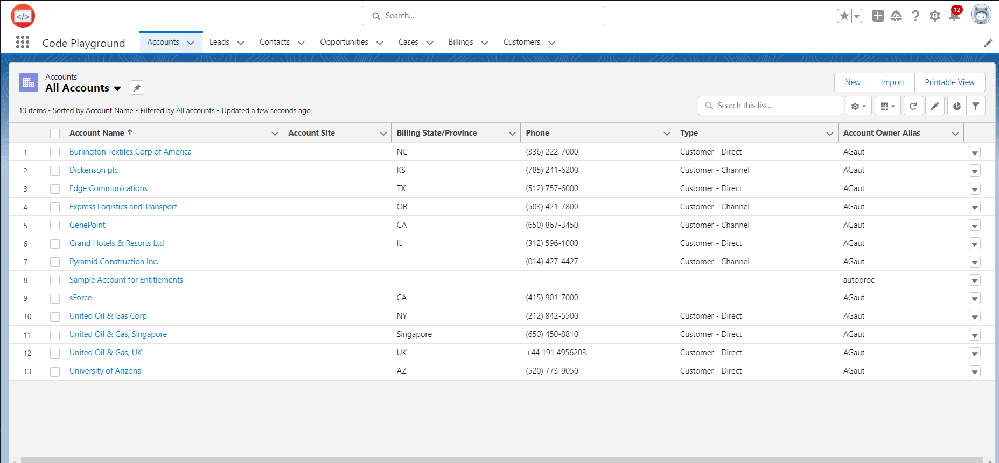 </>
Search...
12
Code Playground
Accounts
Leads
Contacts
Opportunities
Cases
Billings
Customers
Accounts
All Accounts
New Import Printable View
13 items • Sorted by Account Name • Filtered by All accounts • Updated a few seconds ago
Search this list...
Account Name ↑ Account Site Billing State/Province Phone Type Account Owner Alias
1 Burlington Textiles Corp of America NC (336) 222-7000 Customer - Direct AGaut
2 Dickenson plc KS (785) 241-6200 Customer - Channel AGaut
3 Edge Communications TX (512) 757-6000 Customer - Direct AGaut
4 Express Logistics and Transport OR (503) 421-7800 Customer - Channel AGaut
5 GenePoint CA (650) 867-3450 Customer - Channel AGaut
6 Grand Hotels & Resorts Ltd IL (312) 596-1000 Customer - Direct AGaut
7 Pyramid Construction Inc. (014) 427-4427 Customer - Channel AGaut
8 Sample Account for Entitlements autoproc
9 sForce CA (415) 901-7000 AGaut
10 United Oil & Gas Corp. NY (212) 842-5500 Customer - Direct AGaut
11 United Oil & Gas, Singapore Singapore (650) 450-8810 Customer - Direct AGaut
12 United Oil & Gas, UK UK +44 191 4956203 Customer - Direct AGaut
13 University of Arizona AZ (520) 773-9050 Customer - Direct AGaut